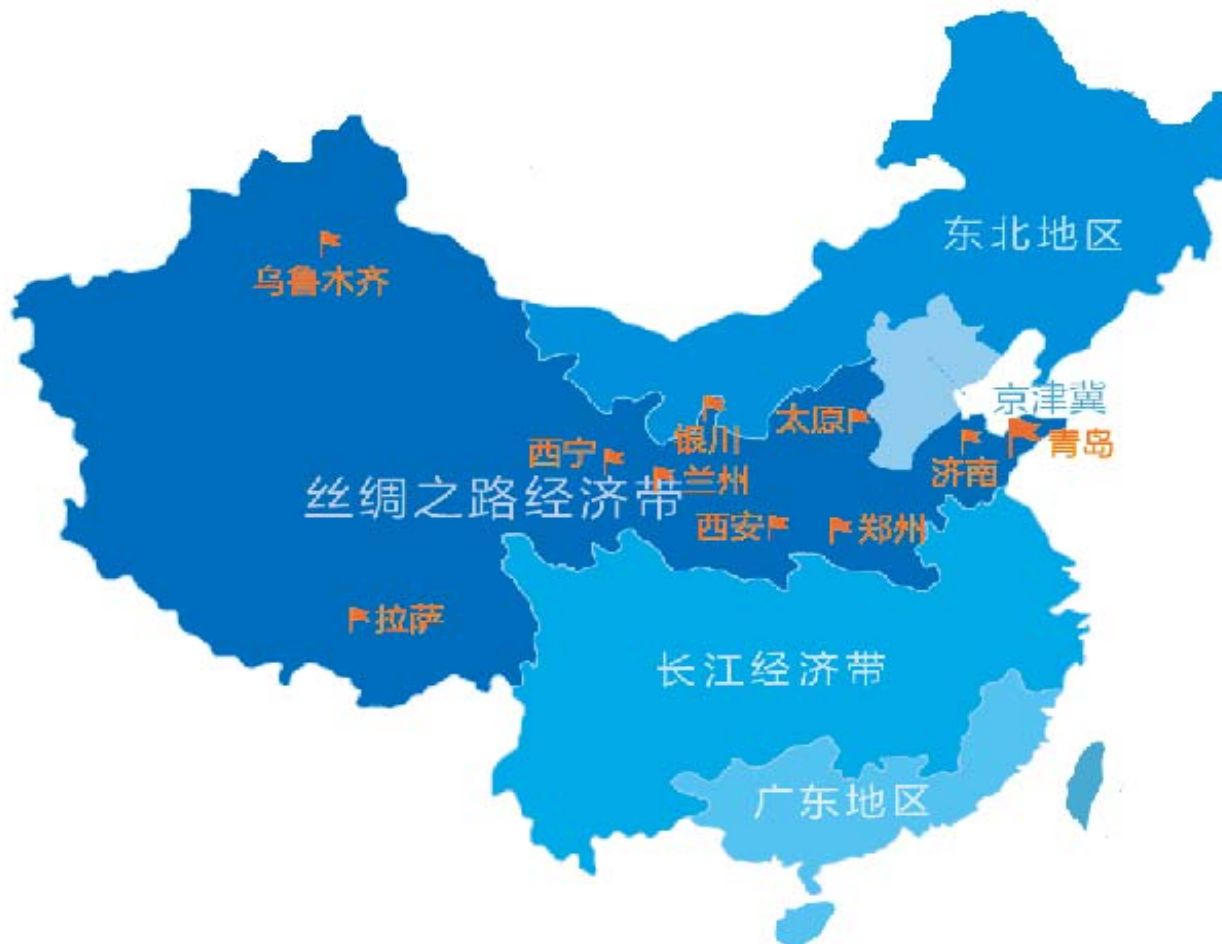 东北地区
乌鲁木齐
京津冀
太原
银川
青岛
西宁
济南
兰州
丝绸之路经济带
西安
郑州
拉萨
长江经济带
广东地区